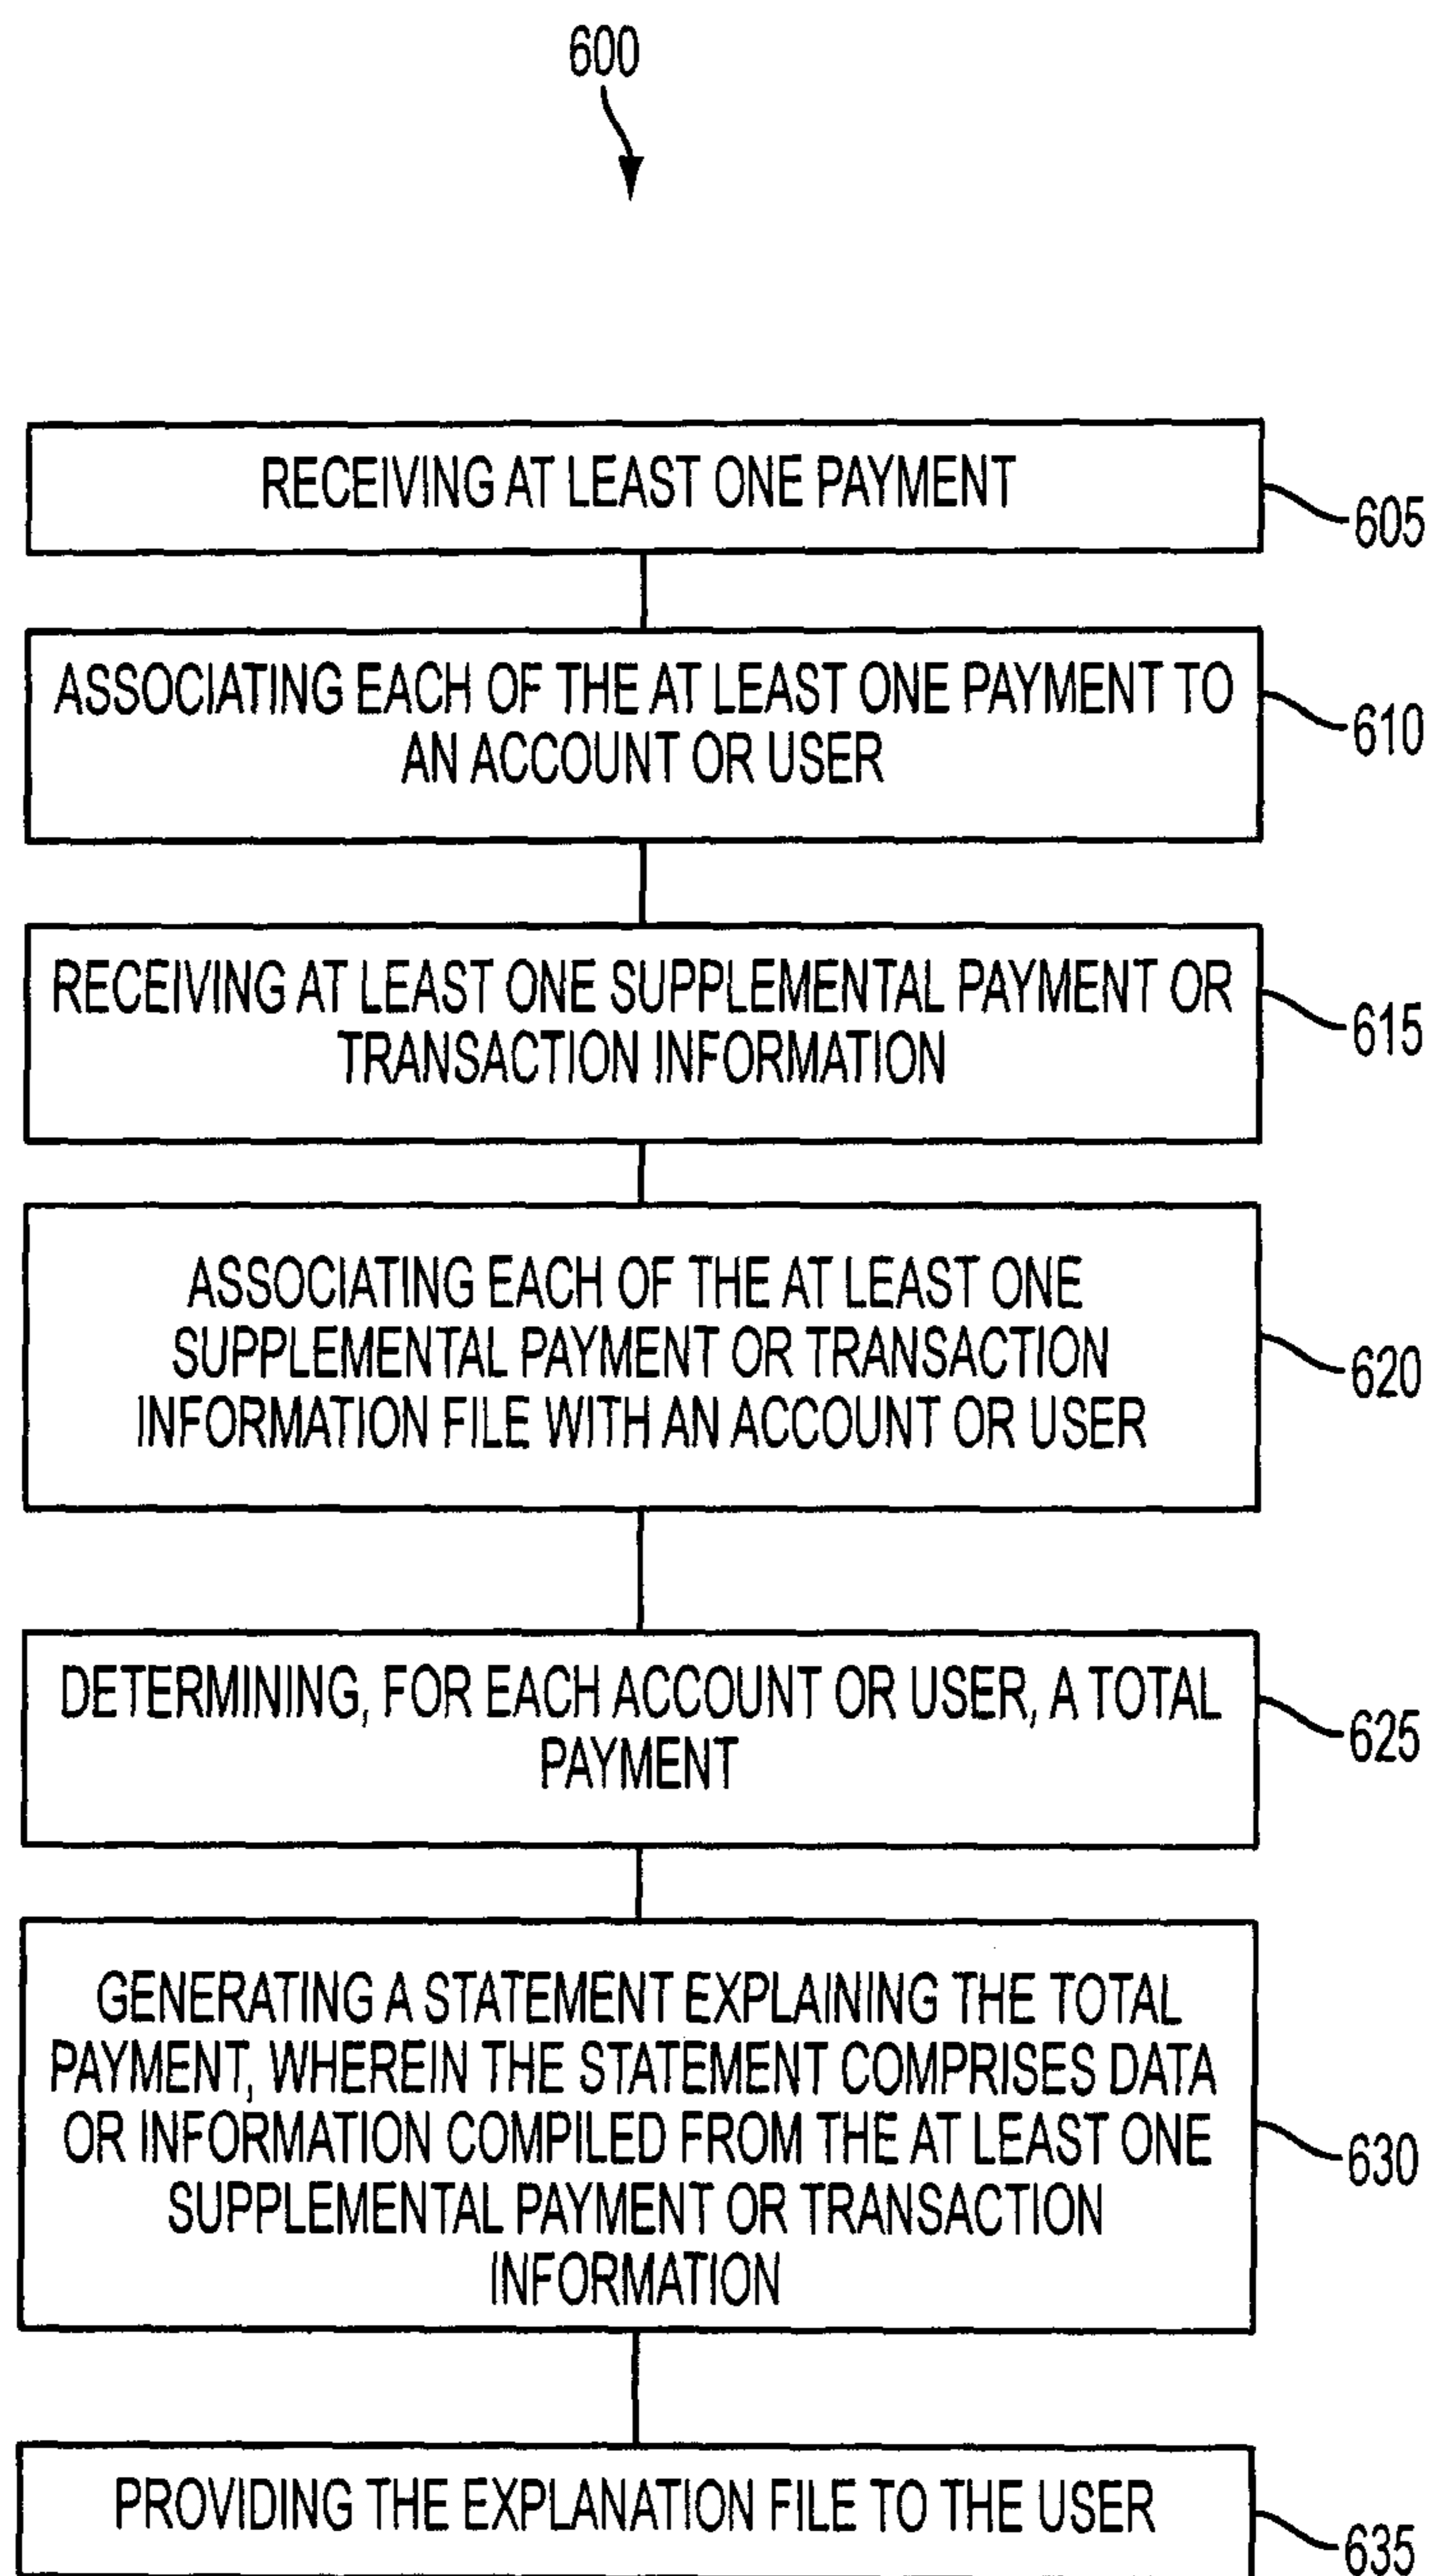 600
RECEIVING AT LEAST ONE PAYMENT
605
ASSOCIATING EACH OF THE AT LEAST ONE PAYMENT TO
AN ACCOUNT OR USER
610
RECEIVING AT LEAST ONE SUPPLEMENTAL PAYMENT OR
TRANSACTION INFORMATION
615
ASSOCIATING EACH OF THE AT LEAST ONE
SUPPLEMENTAL PAYMENT OR TRANSACTION
INFORMATION FILE WITH AN ACCOUNT OR USER
620
DETERMINING, FOR EACH ACCOUNT OR USER, A TOTAL
PAYMENT
625
GENERATING A STATEMENT EXPLAINING THE TOTAL
PAYMENT, WHEREIN THE STATEMENT COMPRISES DATA
OR INFORMATION COMPILED FROM THE AT LEAST ONE
SUPPLEMENTAL PAYMENT OR TRANSACTION
INFORMATION
630
PROVIDING THE EXPLANATION FILE TO THE USER
635